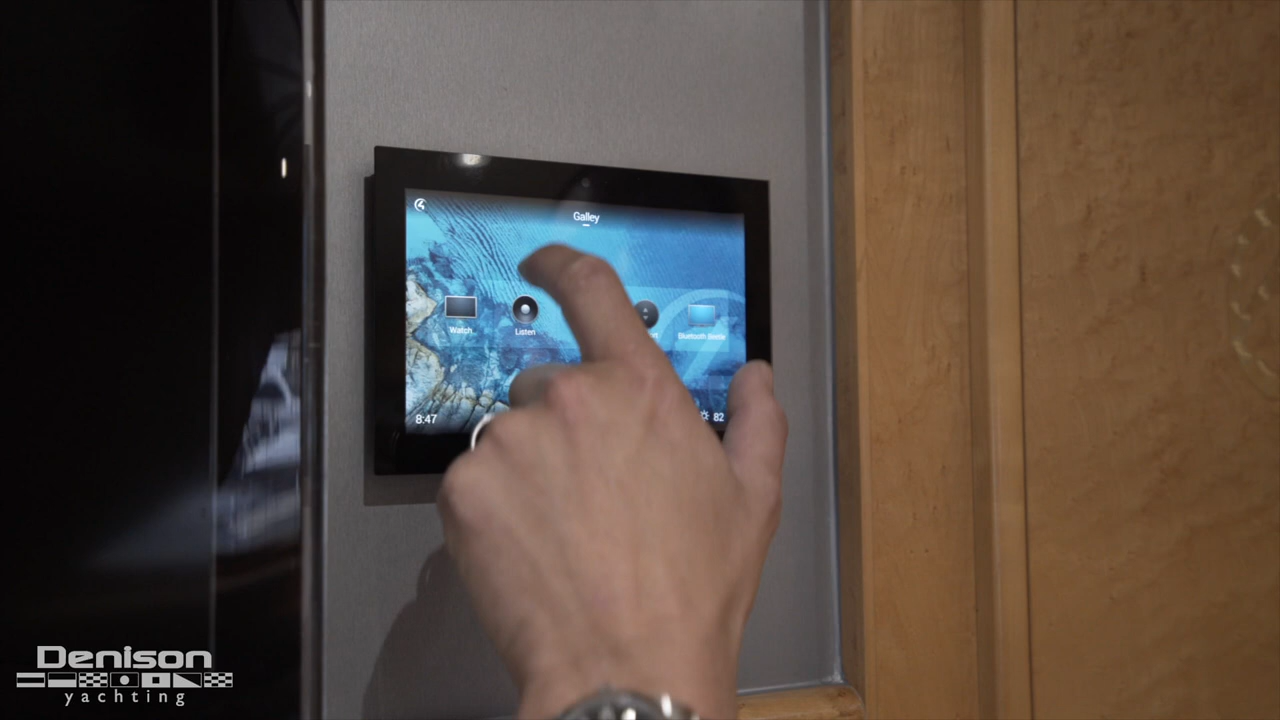 Galley
Watch
Listen
Bluetooth
8:47
82
Denison
yachting